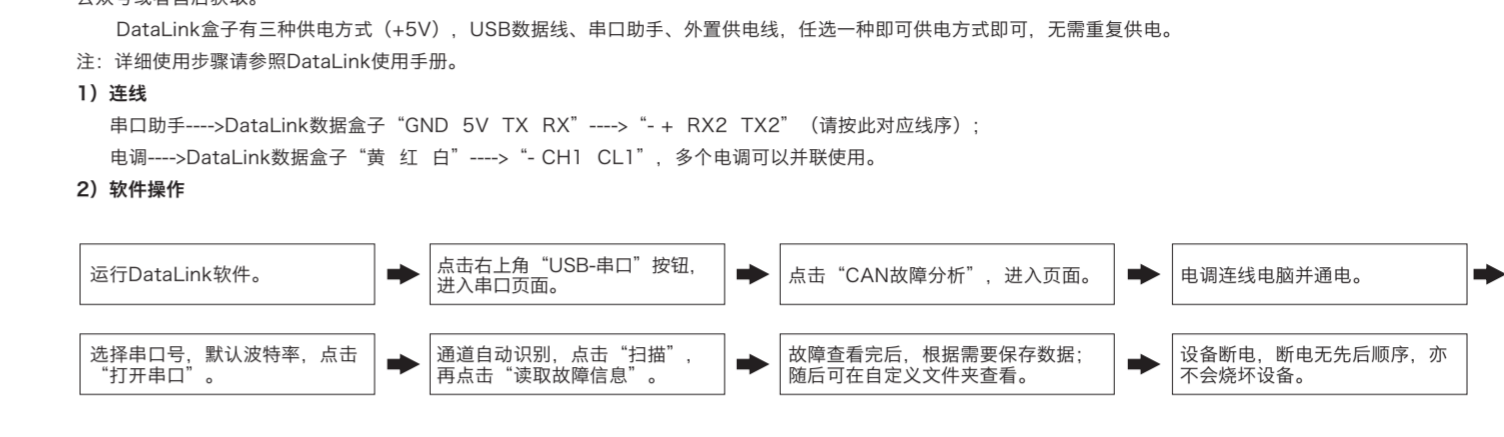 公众号或者售后获取。
DataLink盒子有三种供电方式（+5V），USB数据线、串口助手、外置供电线，任选一种即可供电方式即可，无需重复供电。
注：详细使用步骤请参照DataLink使用手册。
1）连线
串口助手---->DataLink数据盒子“GND 5V TX RX”---->“- + RX2 TX2”（请按此对应线序）；
电调---->DataLink数据盒子“黄 红 白”---->“- CH1 CL1”，多个电调可以并联使用。
2）软件操作
运行DataLink软件。
点击右上角“USB-串口”按钮，
进入串口页面。
点击“CAN故障分析”，进入页面。
电调连线电脑并通电。
选择串口号，默认波特率，点击
“打开串口”。
通道自动识别，点击“扫描”，
再点击“读取故障信息”。
故障查看完后，根据需要保存数据；
随后可在自定义文件夹查看。
设备断电，断电无先后顺序，亦
不会烧坏设备。